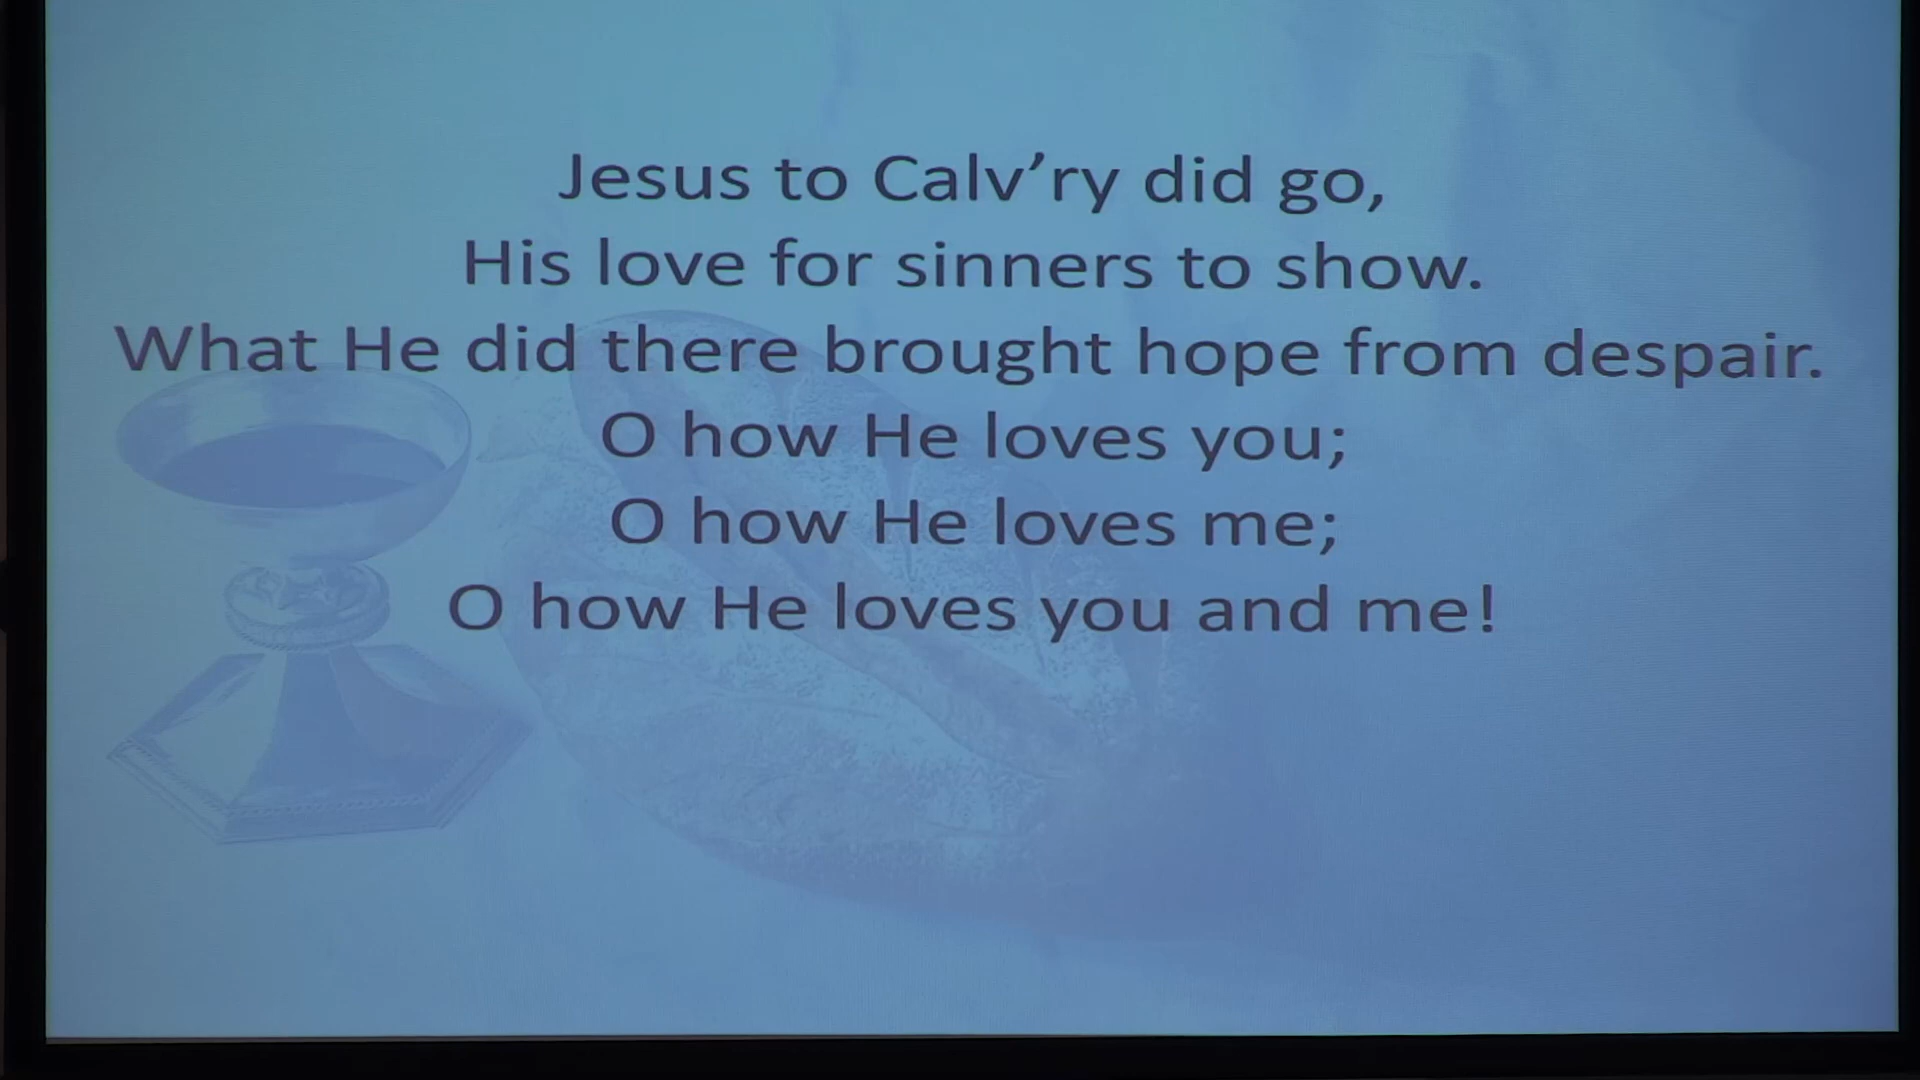 Jesus to Calv’ry did go,
His love for sinners to show.
What He did there brought hope from despair.
O how He loves you;
O how He loves me;
O how He loves you and me!